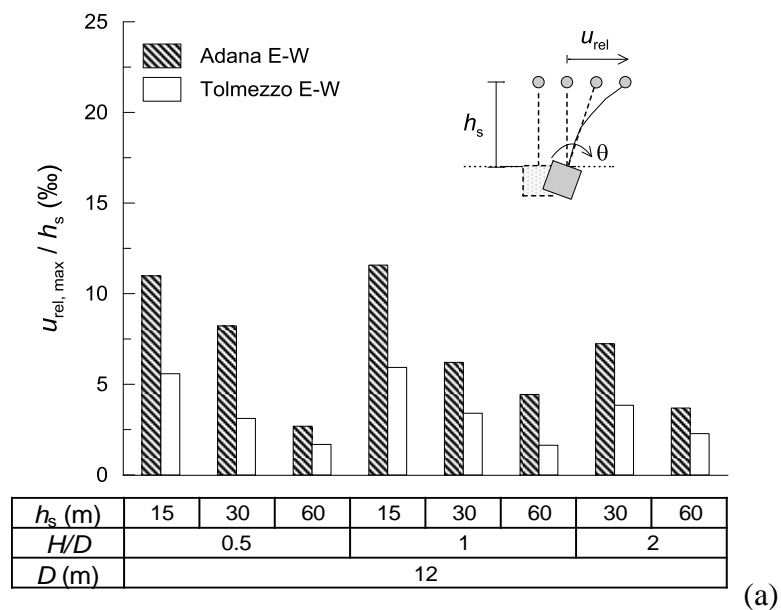 25
20
15
10
5
0
u_rel, max / h_s (‰)
Adana E-W
Tolmezzo E-W
u_rel
h_s
θ
h_s (m) 15 30 60 15 30 60 30 60
H/D 0.5 1 2
D (m) 12
(a)